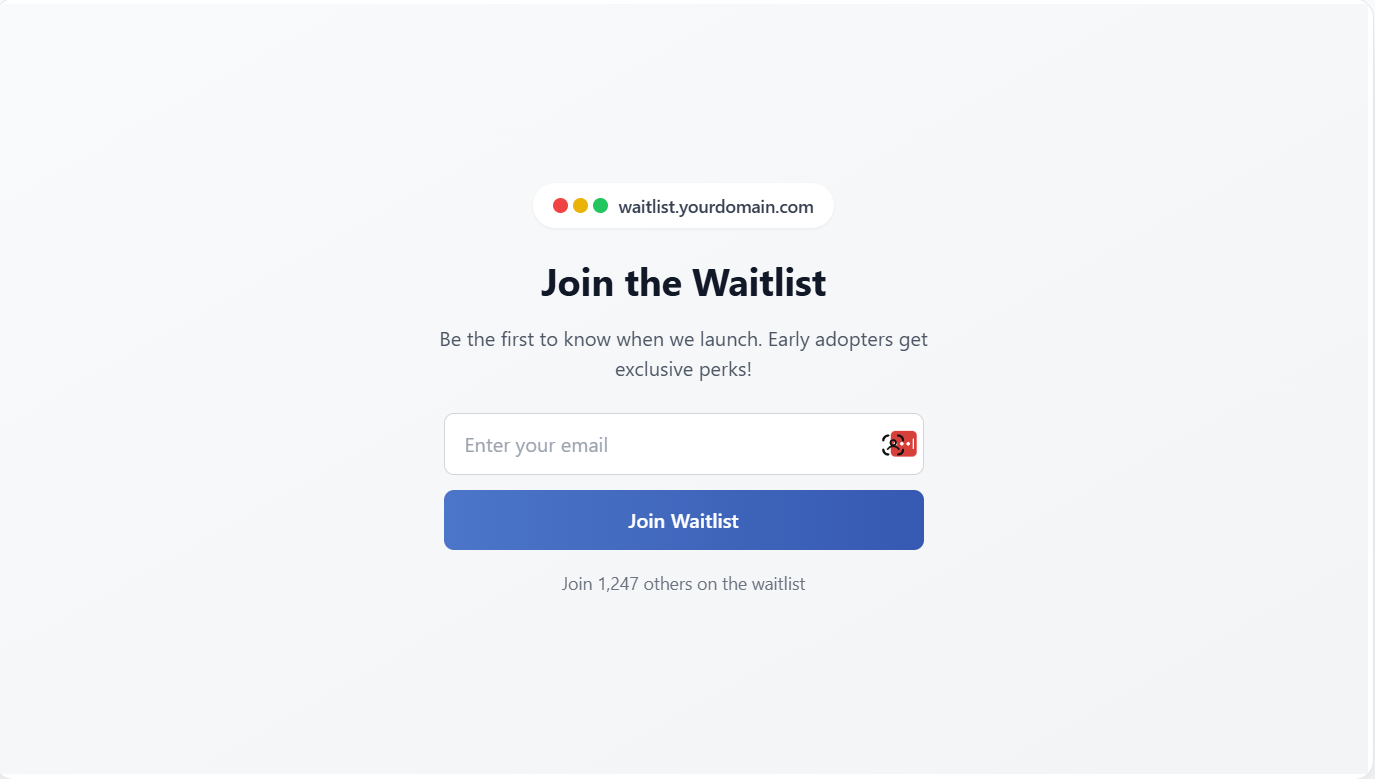 waitlist.yourdomain.com
Join the Waitlist
Be the first to know when we launch. Early adopters get
exclusive perks!
Enter your email
Join Waitlist
Join 1,247 others on the waitlist